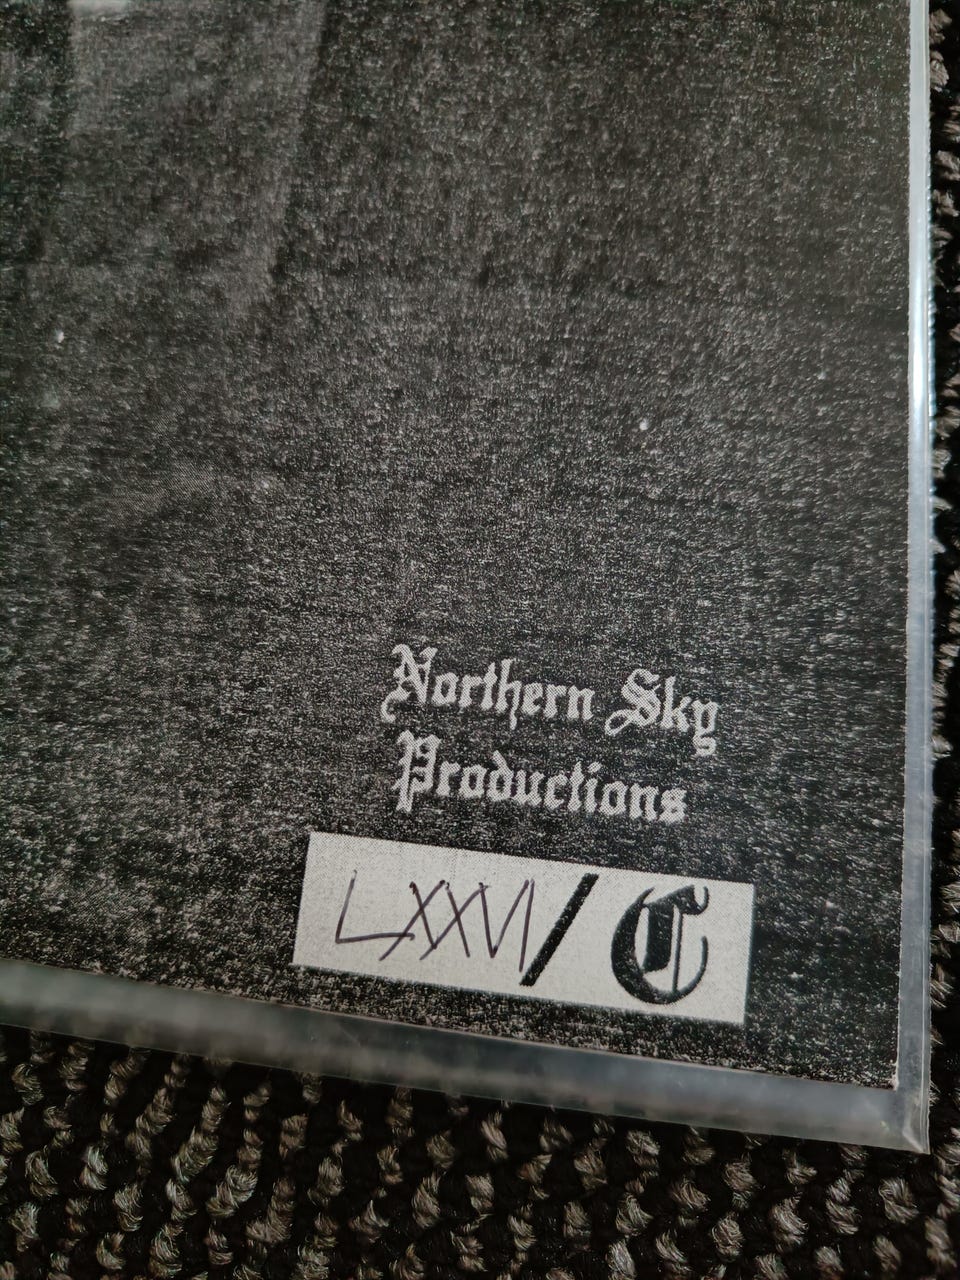 Northern Sky
Productions
LXXVI/C